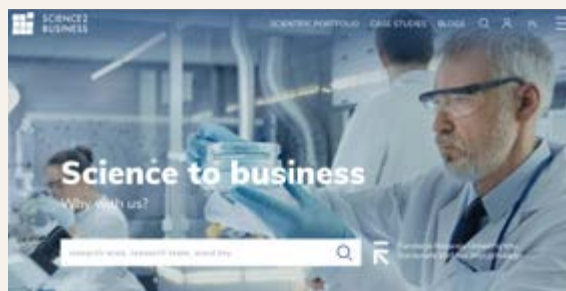 SCIENCE2
BUSINESS
SCIENTIFIC PORTFOLIO CASE STUDIES BLOGS PL
Science to business
Why with us?
research area, research team, word key